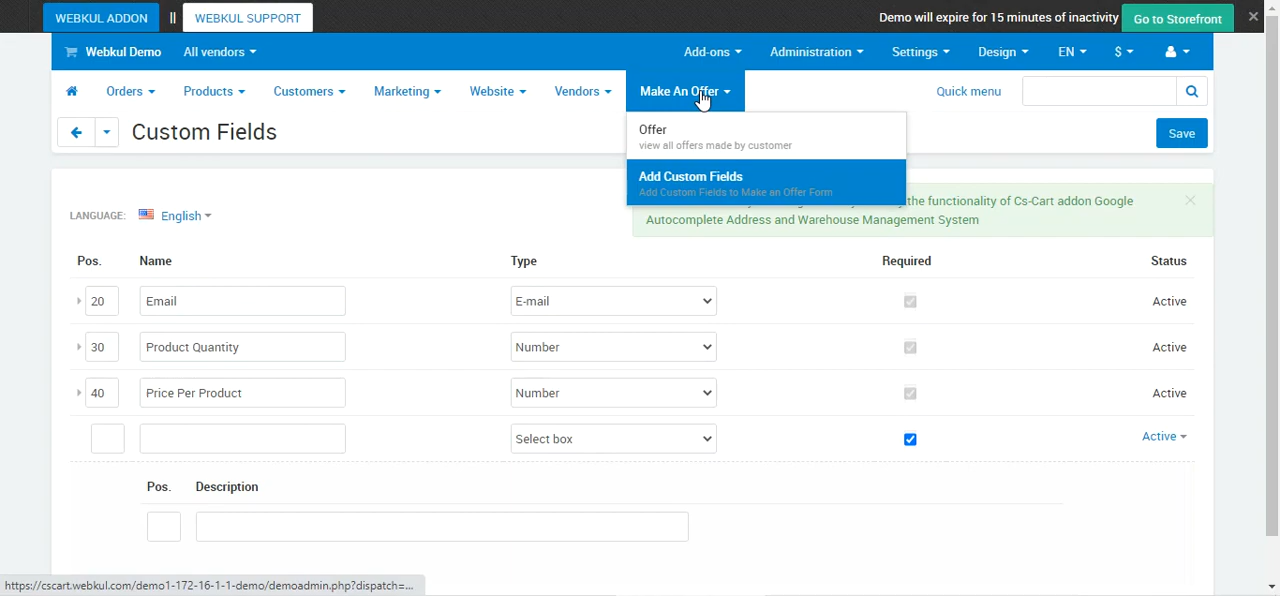 WEBKUL ADDON || WEBKUL SUPPORT Demo will expire for 15 minutes of inactivity Go to Storefront
Webkul Demo All vendors Add-ons Administration Settings Design EN $
Orders Products Customers Marketing Website Vendors Make An Offer Quick menu
Custom Fields Save
Offer
view all offers made by customer
Add Custom Fields
Add Custom Fields to Make an Offer Form
LANGUAGE: English
the functionality of Cs-Cart addon Google
Autocomplete Address and Warehouse Management System
Pos. Name Type Required Status
20 Email E-mail Active
30 Product Quantity Number Active
40 Price Per Product Number Active
Select box Active
Pos. Description
https://cscart.webkul.com/demo1-172-16-1-1-demo/demoadmin.php?dispatch=...